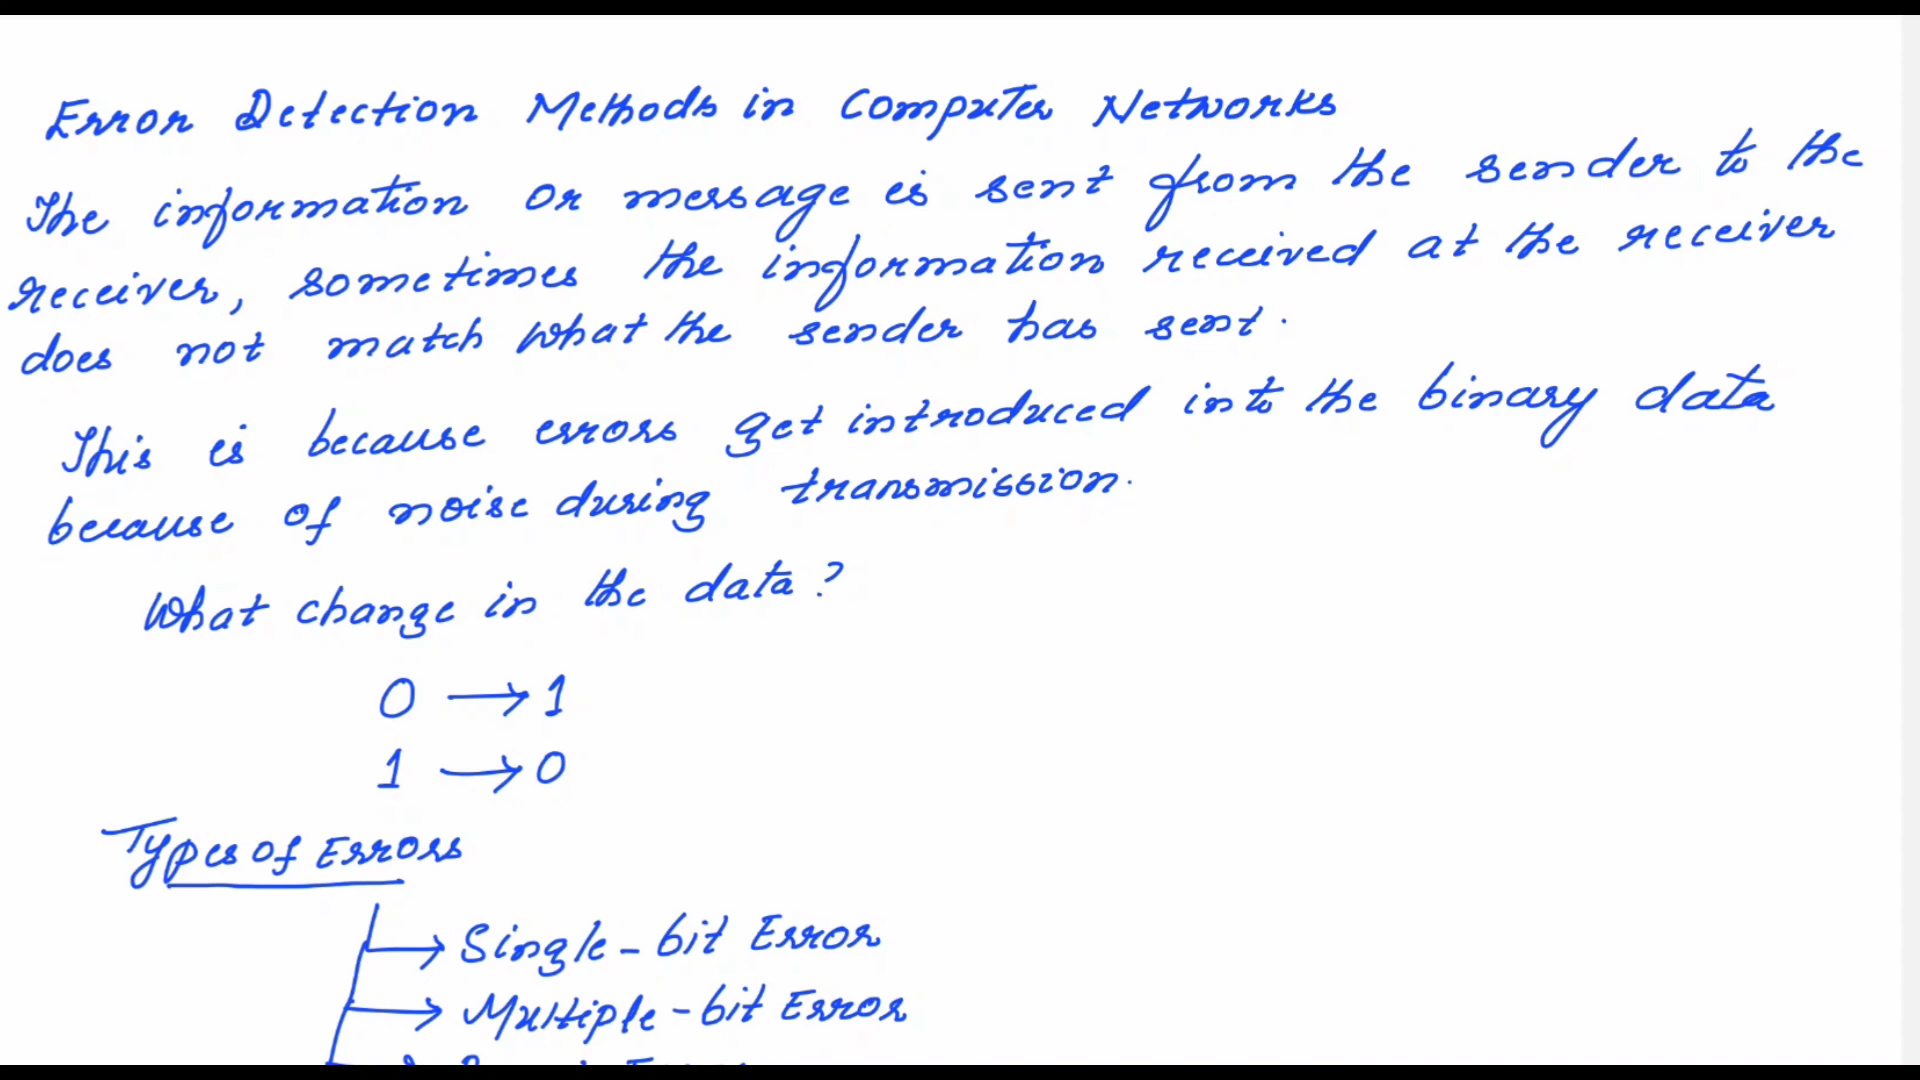 Error Detection Methods in Computer Networks
The information or message is sent from the sender to the
receiver, sometimes the information received at the receiver
does not match what the sender has sent.
This is because errors get introduced into the binary data
because of noise during transmission.
What change in the data?
0 → 1
1 → 0
Types of Errors
→ Single-bit Error
→ Multiple-bit Error